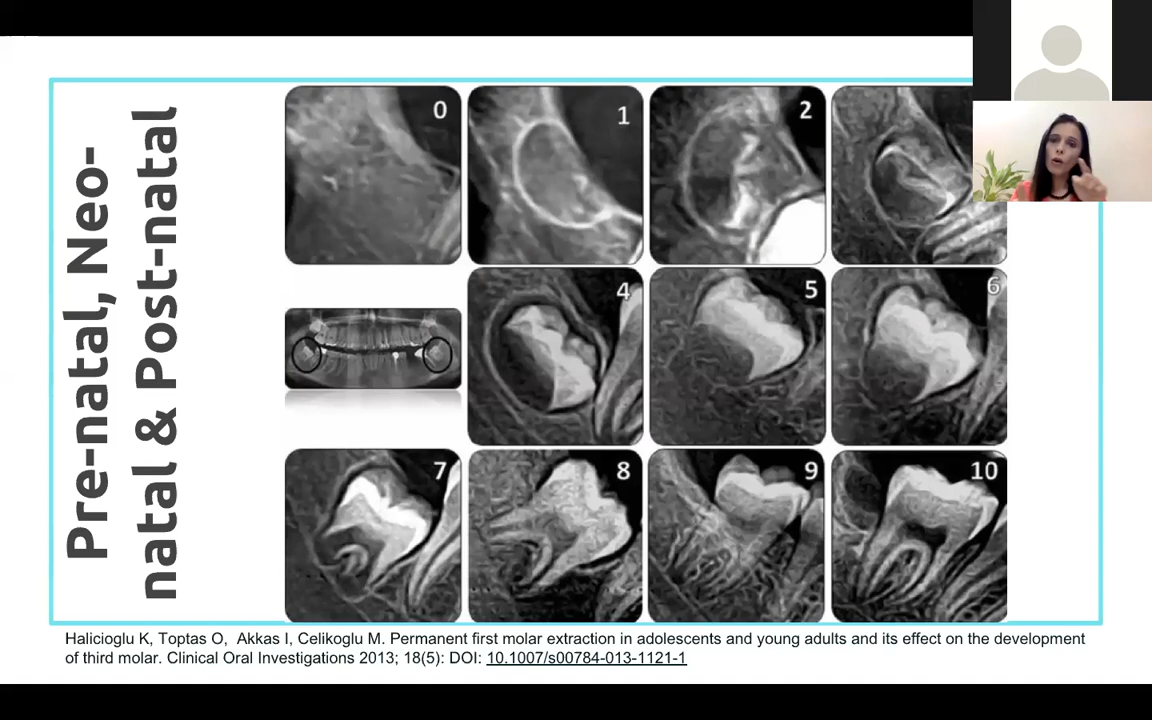 Pre-natal, Neo-
natal & Post-natal
0
1
2
4
5
6
7
8
9
10
Halicioglu K, Toptas O, Akkas I, Celikoglu M. Permanent first molar extraction in adolescents and young adults and its effect on the development
of third molar. Clinical Oral Investigations 2013; 18(5): DOI: 10.1007/s00784-013-1121-1